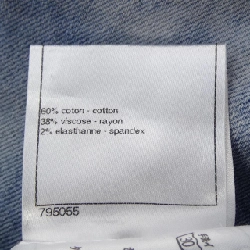 60% coton - cotton
38% viscose - rayon
2% elasthanne - spandex
795055